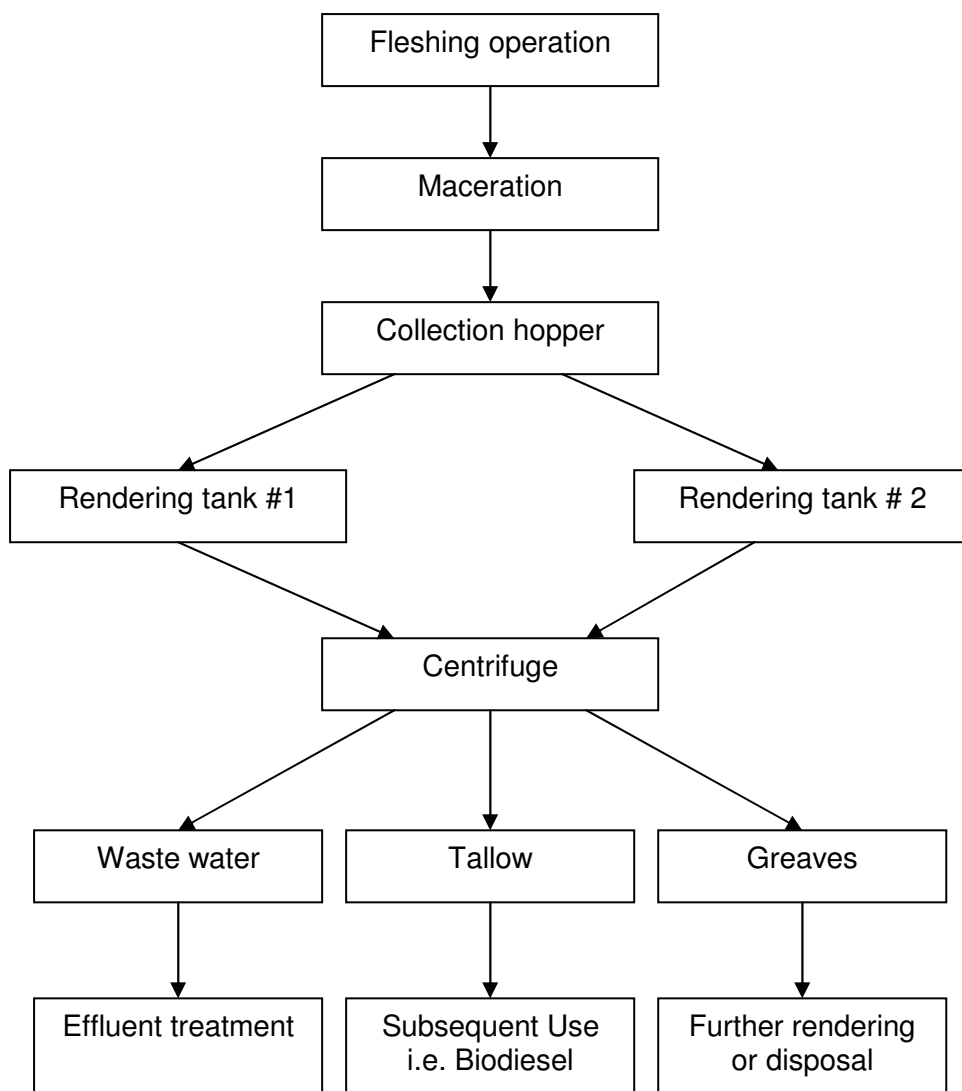 Fleshing operation
Maceration
Collection hopper
Rendering tank #1
Rendering tank # 2
Centrifuge
Waste water
Tallow
Greaves
Effluent treatment
Subsequent Use
i.e. Biodiesel
Further rendering
or disposal